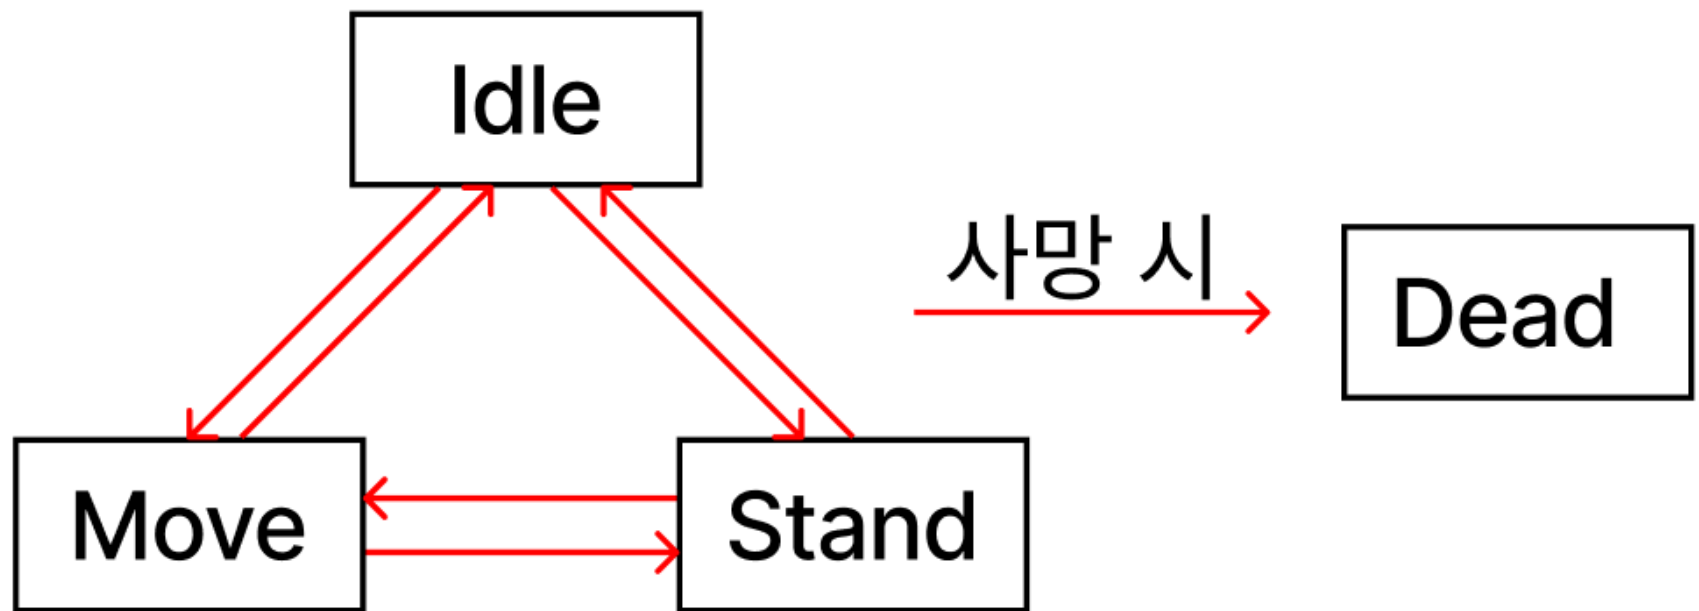 Idle
사망 시
Dead
Move
Stand